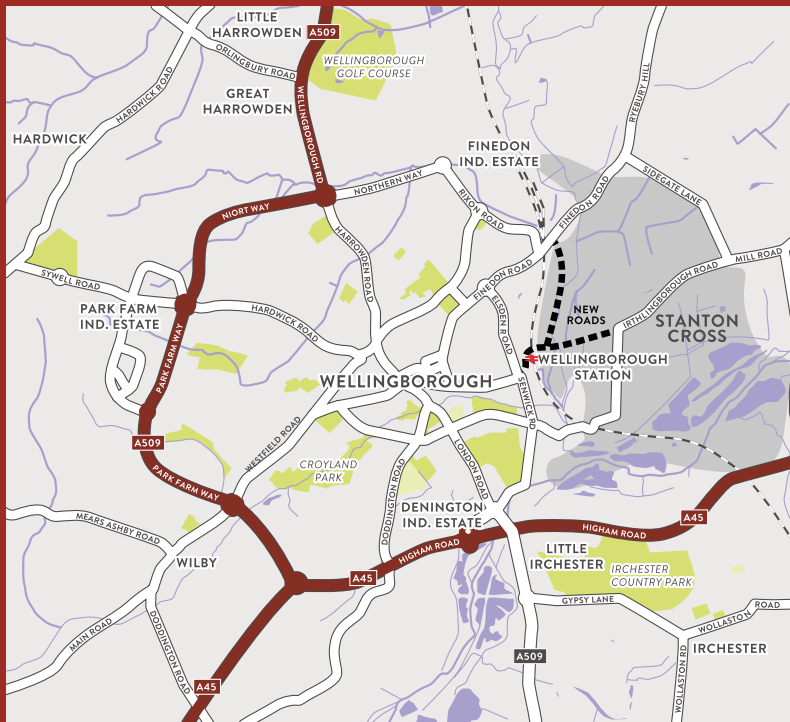 LITTLE
HARROWDEN
A509
ORLINGBURY ROAD
WELLINGBOROUGH
GOLF COURSE
RYEBURY HILL
HARDWICK ROAD
GREAT
HARROWDEN
WELLINGBOROUGH RD
HARDWICK
FINEDON
IND. ESTATE
SIDEGATE LANE
NORTHERN WAY
RIXON ROAD
FINEDON ROAD
NIORT WAY
HARROWDEN ROAD
MILL ROAD
SYWELL ROAD
FINEDON ROAD
IRTHLINGBOROUGH ROAD
PARK FARM
IND. ESTATE
HARDWICK ROAD
ELSDEN ROAD
NEW
ROADS
STANTON
CROSS
PARK FARM WAY
WELLINGBOROUGH
STATION
WELLINGBOROUGH
SENWICK RD
A509
WESTFIELD ROAD
CROYLAND
PARK
DODDINGTON ROAD
LONDON ROAD
PARK FARM WAY
DENINGTON
IND. ESTATE
MEARS ASHBY ROAD
A45
HIGHAM ROAD
HIGHAM ROAD
WILBY
LITTLE
IRCHESTER
IRCHESTER
COUNTRY PARK
A45
GYPSY LANE
WOLLASTON ROAD
MAIN ROAD
DODDINGTON ROAD
A509
IRCHESTER
WOLLASTON RD
A45